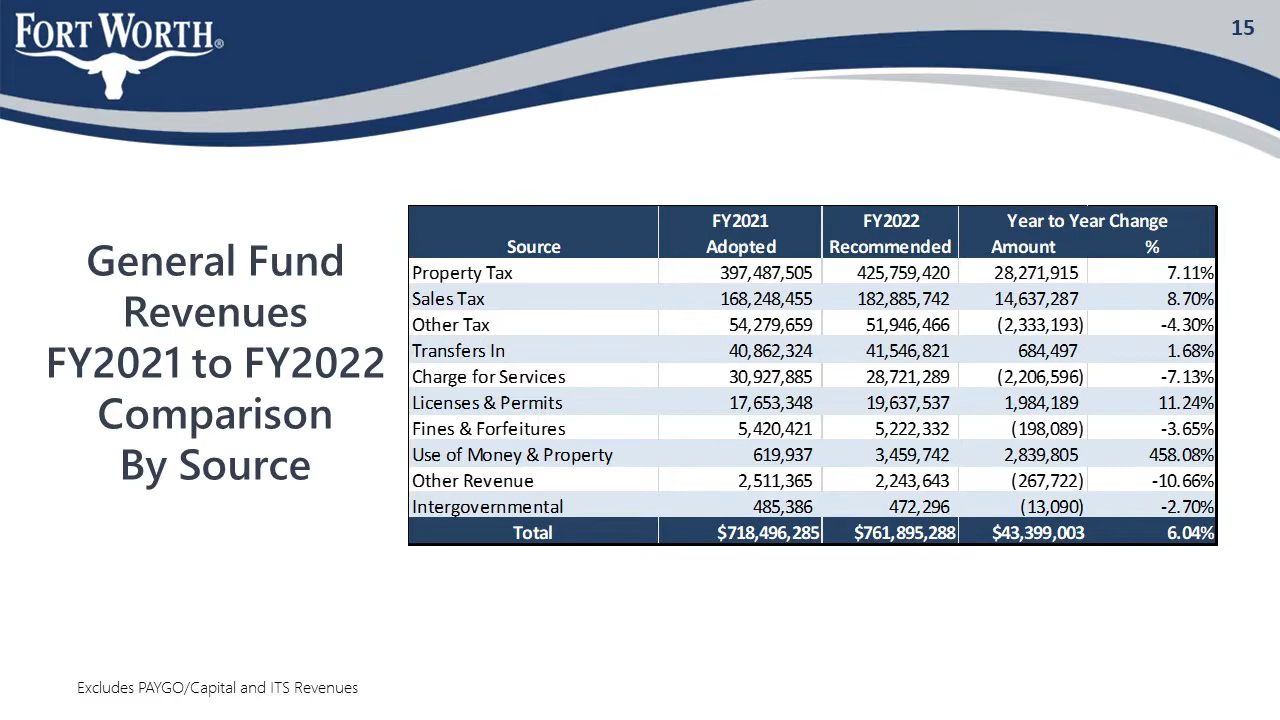 FORT WORTH®
15
General Fund
Revenues
FY2021 to FY2022
Comparison
By Source
FY2021 FY2022 Year to Year Change
Source Adopted Recommended Amount %
Property Tax 397,487,505 425,759,420 28,271,915 7.11%
Sales Tax 168,248,455 182,885,742 14,637,287 8.70%
Other Tax 54,279,659 51,946,466 (2,333,193) -4.30%
Transfers In 40,862,324 41,546,821 684,497 1.68%
Charge for Services 30,927,885 28,721,289 (2,206,596) -7.13%
Licenses & Permits 17,653,348 19,637,537 1,984,189 11.24%
Fines & Forfeitures 5,420,421 5,222,332 (198,089) -3.65%
Use of Money & Property 619,937 3,459,742 2,839,805 458.08%
Other Revenue 2,511,365 2,243,643 (267,722) -10.66%
Intergovernmental 485,386 472,296 (13,090) -2.70%
Total $718,496,285 $761,895,288 $43,399,003 6.04%
Excludes PAYGO/Capital and ITS Revenues